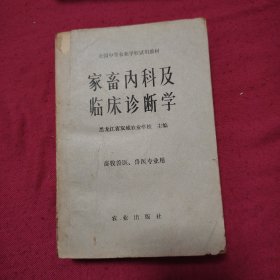 全国中等农业学校试用教材
家畜内科及
临床诊断学
黑龙江省双城农业学校 主编
畜牧兽医、兽医专业用
农业出版社